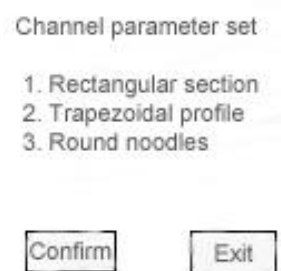 Channel parameter set
1. Rectangular section
2. Trapezoidal profile
3. Round noodles
Confirm
Exit